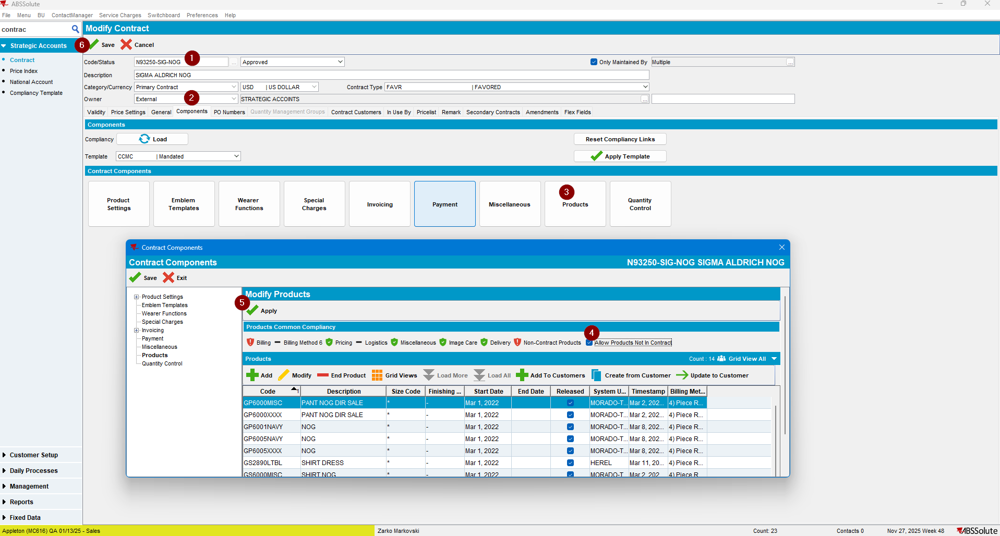 ABSSolute
File Menu BU ContactManager Service Charges Switchboard Preferences Help
contrac
Modify Contract
Strategic Accounts
6 Save Cancel
Contract
Price Index
National Account
Compliancy Template
Code/Status N93250-SIG-NOG 1 ... Approved Only Maintained By Multiple ...
Description SIGMA ALDRICH NOG
Category/Currency Primary Contract USD | US DOLLAR Contract Type FAVR | FAVORED
Owner External 2 STRATEGIC ACCOINTS ...
Validity Price Settings General Components PO Numbers Quantity Management Groups Contract Customers In Use By Pricelist Remark Secondary Contracts Amendments Flex Fields
Components
Compliancy Load Reset Compliancy Links
Template CCMC | Mandated Apply Template
Contract Components
Product Settings
Emblem Templates
Wearer Functions
Special Charges
Invoicing
Payment
Miscellaneous
3 Products
Quantity Control
Contract Components
Contract Components N93250-SIG-NOG SIGMA ALDRICH NOG
Save Exit
Product Settings
Emblem Templates
Wearer Functions
Special Charges
Invoicing
Payment
Miscellaneous
Products
Quantity Control
Modify Products
5 Apply
Products Common Compliancy
4
Billing Billing Method 6 Pricing Logistics Miscellaneous Image Care Delivery Non-Contract Products Allow Products Not In Contract
Products Count : 14 Grid View All
Add Modify End Product Grid Views Load More Load All Add To Customers Create from Customer Update to Customer
Code 1 Description Size Code Finishing ... Start Date End Date Released System U... Timestamp Billing Met...
GP6000MISC PANT NOG DIR SALE * - Mar 1, 2022 MORADO-T... Mar 2, 202... 4) Piece R...
GP6000XXXX PANT NOG DIR SALE * - Mar 1, 2022 MORADO-T... Mar 2, 202... 4) Piece R...
GP6001NAVY NOG * - Mar 1, 2022 MORADO-T... Mar 8, 202... 4) Piece R...
GP6005NAVY NOG * - Mar 1, 2022 MORADO-T... Mar 8, 202... 4) Piece R...
GP6005XXXX NOG * - Mar 1, 2022 MORADO-T... Mar 8, 202... 4) Piece R...
GS2890LTBL SHIRT DRESS * - Mar 1, 2022 HEREL Mar 11, 20... 4) Piece R...
GS6000MISC SHIRT NOG * - Mar 1, 2022 MORADO-T... Mar 2, 202... 4) Piece R...
Customer Setup
Daily Processes
Management
Reports
Fixed Data
Appleton (MC616) QA 01/13/25 - Sales Zarko Markovski Count: 23 Contacts 0 Nov 27, 2025 Week 48 ABSSolute